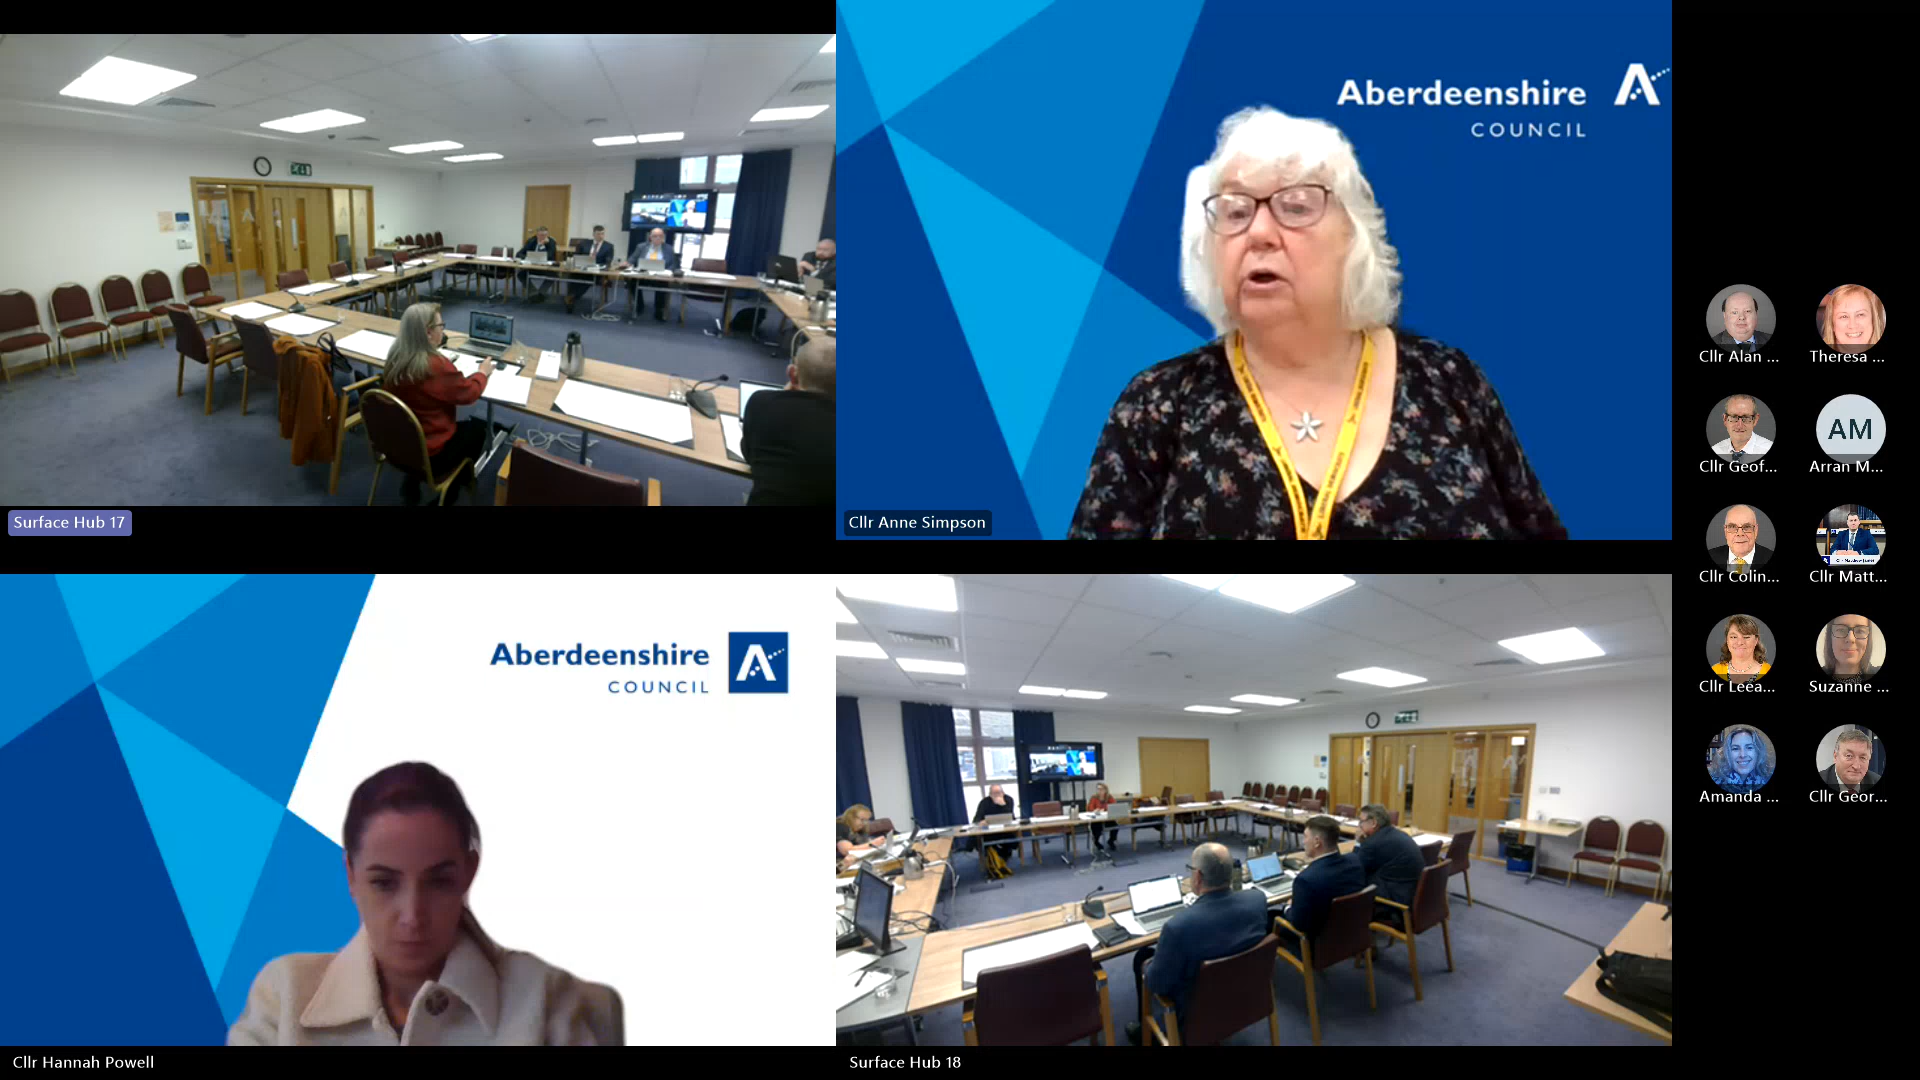 Aberdeenshire
COUNCIL
Surface Hub 17
Cllr Anne Simpson
Aberdeenshire
COUNCIL
Cllr Hannah Powell
Surface Hub 18
Cllr Alan ...
Theresa ...
Cllr Geof...
AM
Arran M...
Cllr Colin...
Cllr Matt...
Cllr Leea...
Suzanne ...
Amanda ...
Cllr Geor...